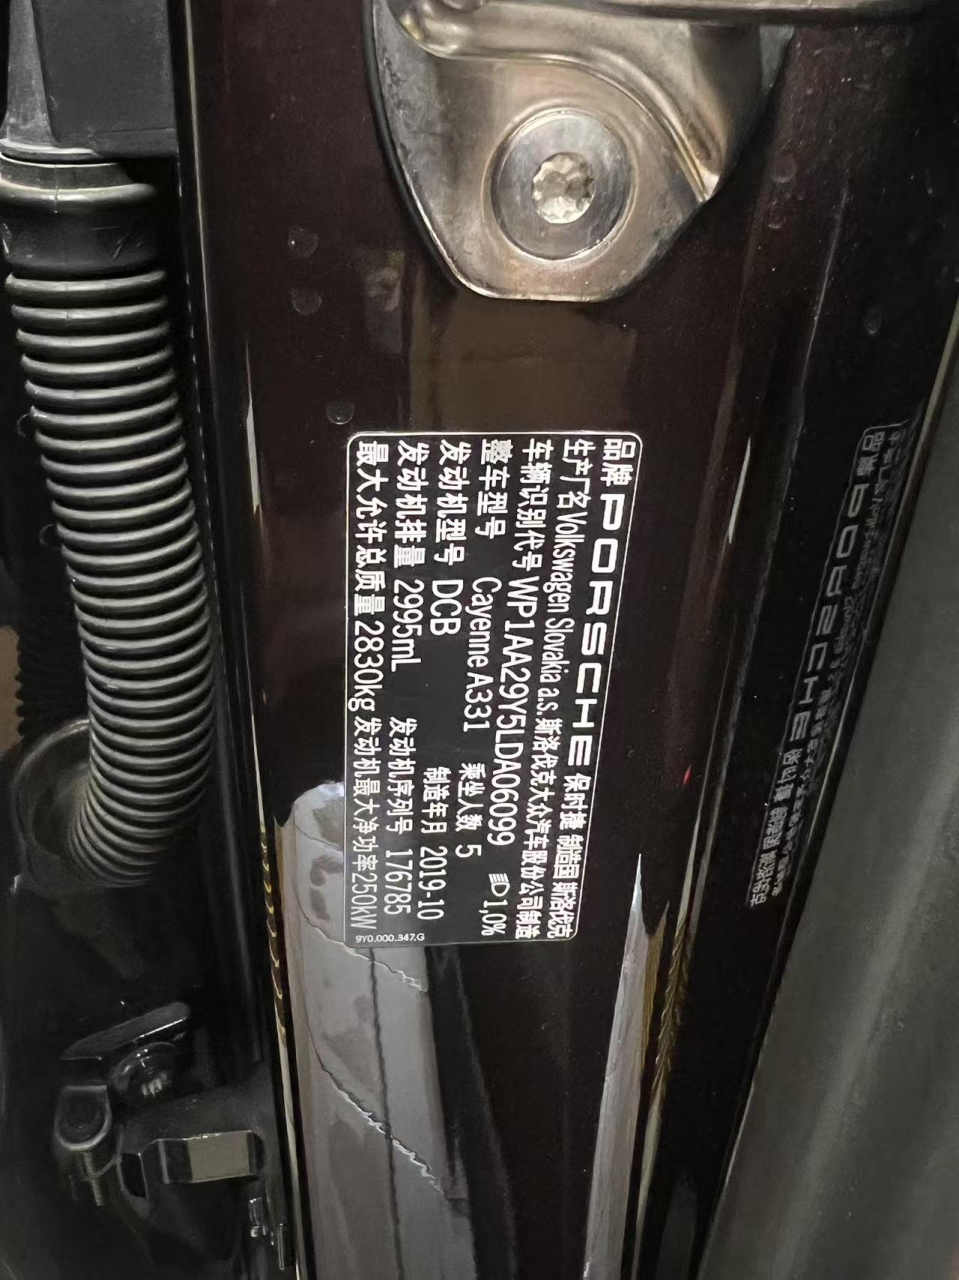 品牌 PORSCHE 保时捷 制造国 斯洛伐克
生产厂名 Volkswagen Slovakia a.s.斯洛伐克大众汽车股份公司制造
车辆识别代号 WP1AA29Y5LDA06099 1,0%
整车型号 Cayenne A331 乘坐人数 5
发动机型号 DCB 制造年月 2019-10
发动机排量 2995mL 发动机序列号 176785
最大允许总质量 2830kg 发动机最大净功率250kW
9Y0.000.347.G